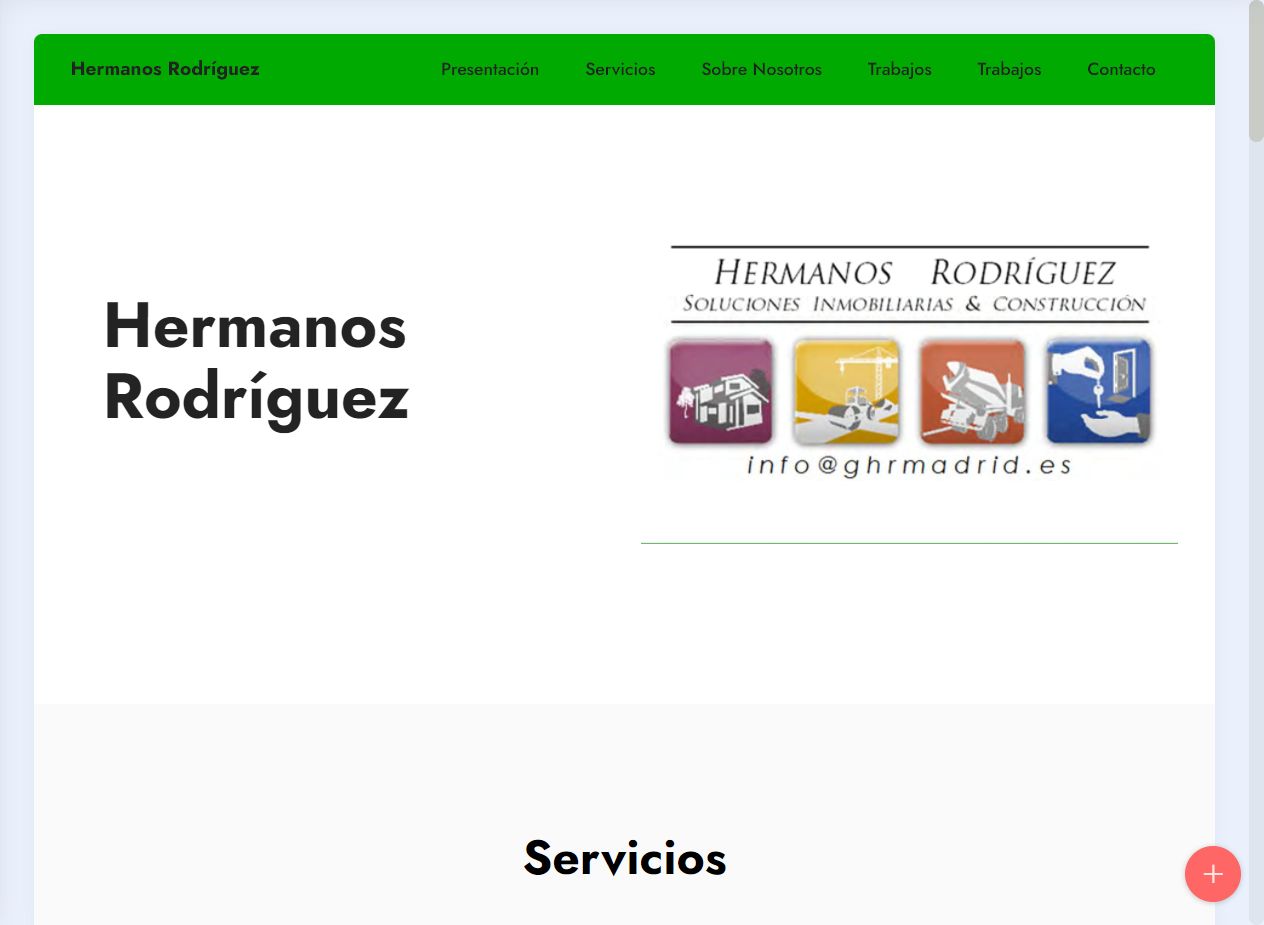 Hermanos Rodríguez
Presentación
Servicios
Sobre Nosotros
Trabajos
Trabajos
Contacto
Hermanos
Rodríguez
HERMANOS RODRÍGUEZ
SOLUCIONES INMOBILIARIAS & CONSTRUCCIÓN
info@ghrmadrid.es
Servicios